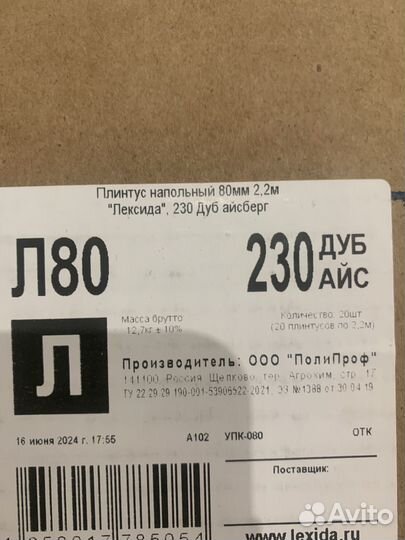 Плинтус напольный 80мм 2,2м
"Лексида", 230 Дуб айсберг
Л80
230 ДУБ АЙС
Масса брутто
12,7кг ± 10%
Количество: 20шт
(20 плинтусов по 2,2м)
Л
Производитель: ООО "ПолиПроф"
141100, Россия, Щелково, тер. Агрохим, стр. 17
ТУ 22.29.29-190-001-53906522-2021, ЭЗ №1388 от 30.04.19
16 июня 2024 г. 17:55
А102
УПК-080
ОТК
Поставщик:
www.lexida.ru
Avito